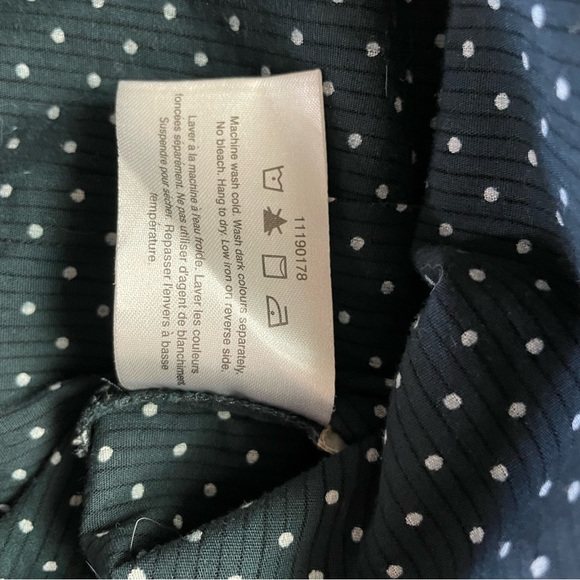 11190178
Machine wash cold. Wash dark colours separately.
No bleach. Hang to dry. Low iron on reverse side.
Laver à la machine à l'eau froide. Laver les couleurs
foncées séparément. Ne pas utiliser d'agent de blanchiment
Suspendre pour sécher. Repasser l'envers à basse
température.